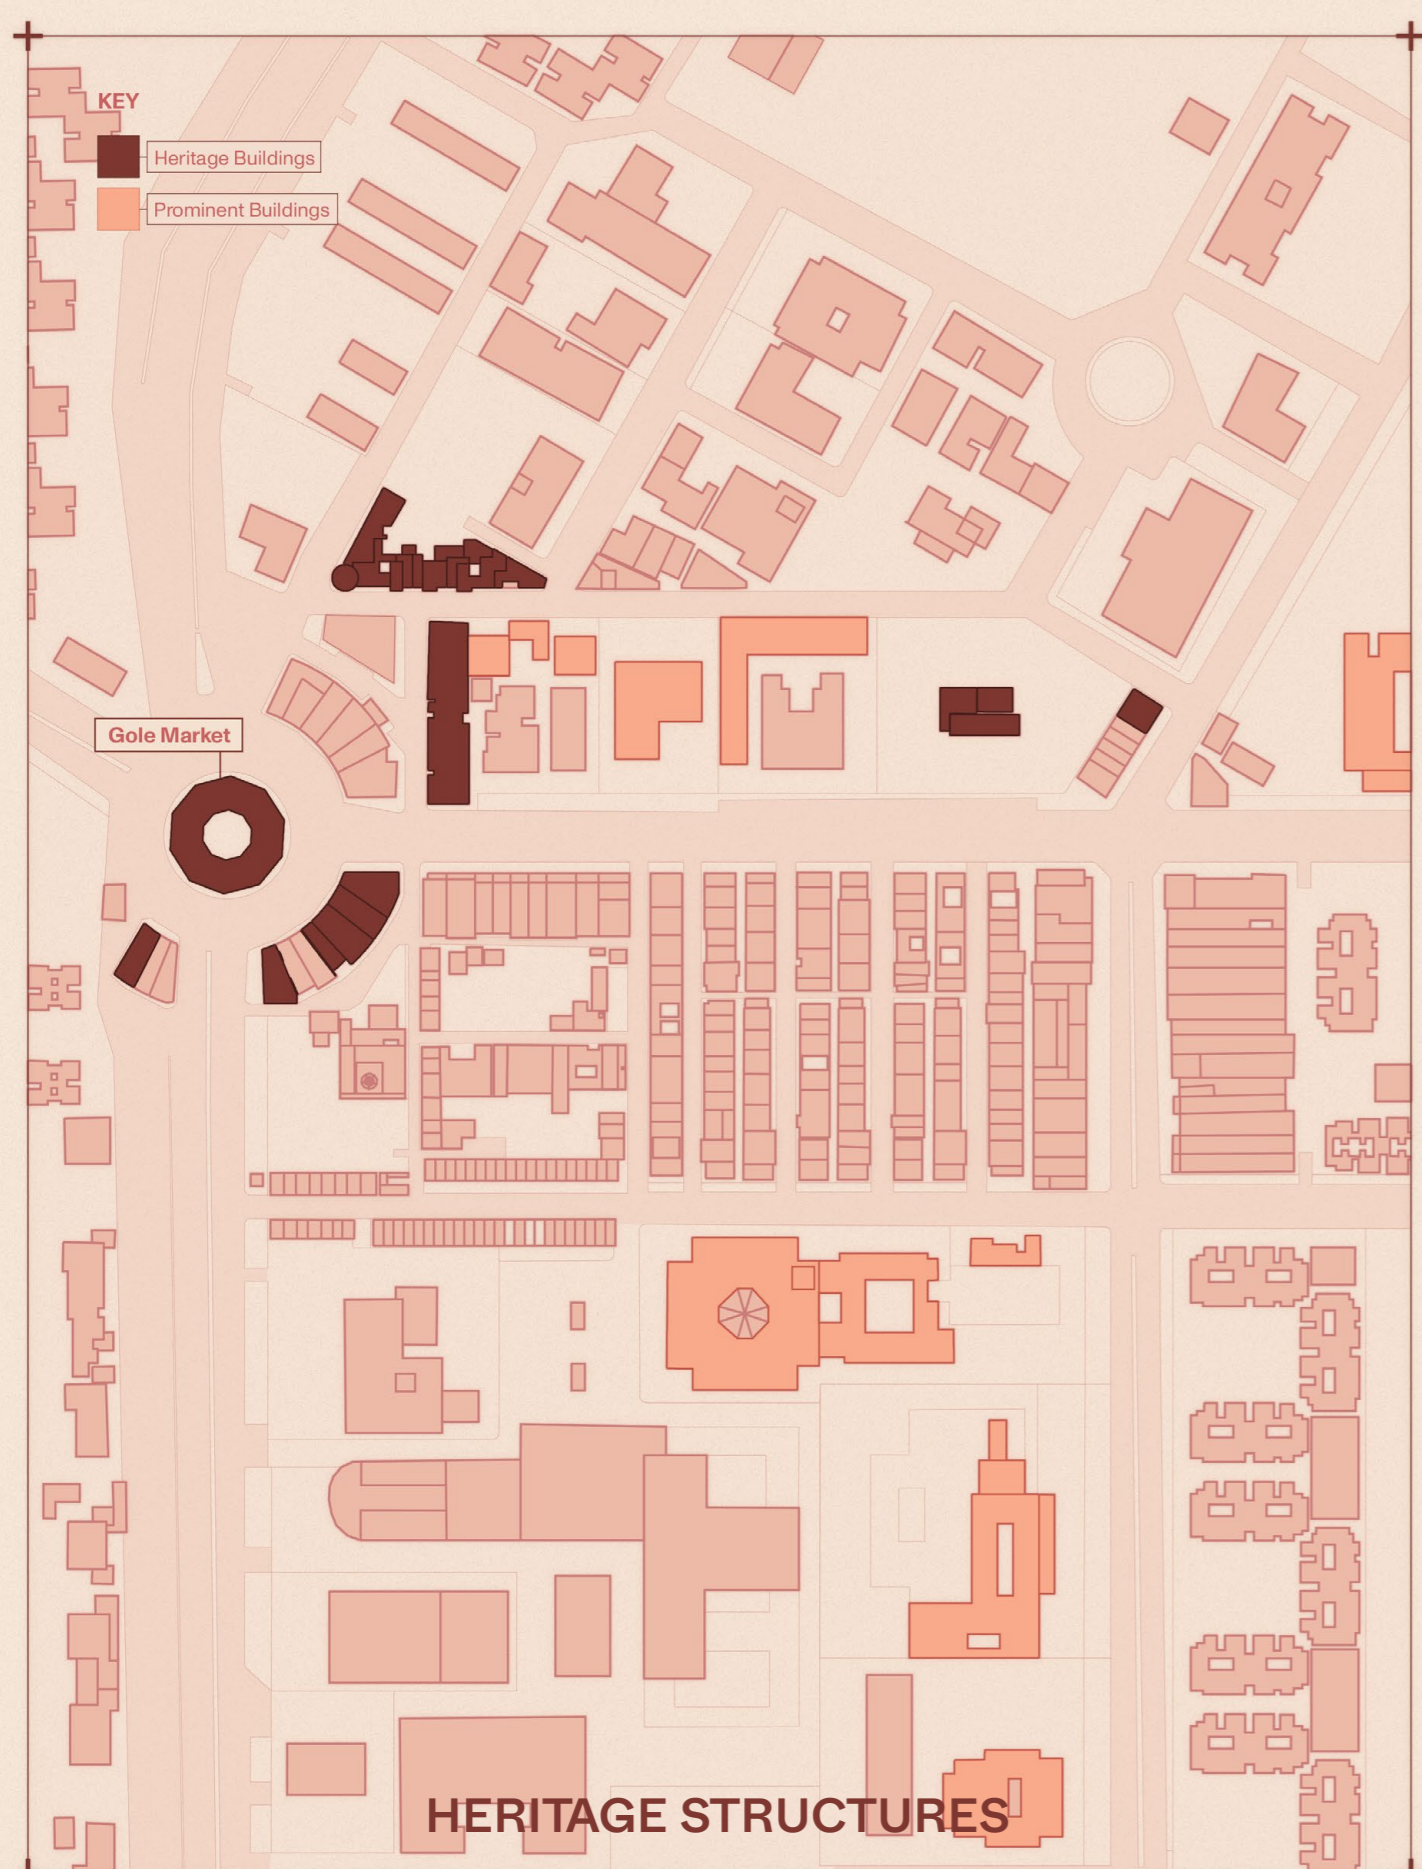 KEY
Heritage Buildings
Prominent Buildings
Gole Market
HERITAGE STRUCTURES